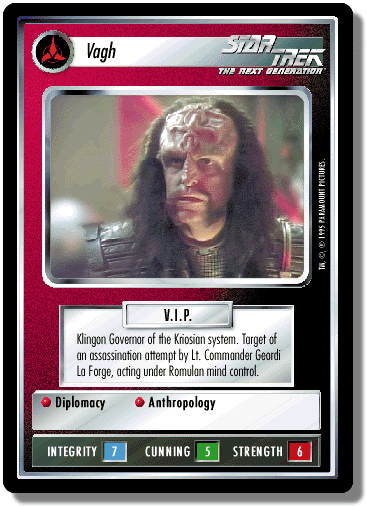 Vagh
STAR TREK
THE NEXT GENERATION
TM, ©, ® 1995 PARAMOUNT PICTURES.
V.I.P.
Klingon Governor of the Kriosian system. Target of
an assassination attempt by Lt. Commander Geordi
La Forge, acting under Romulan mind control.
Diplomacy Anthropology
INTEGRITY 7 CUNNING 5 STRENGTH 6